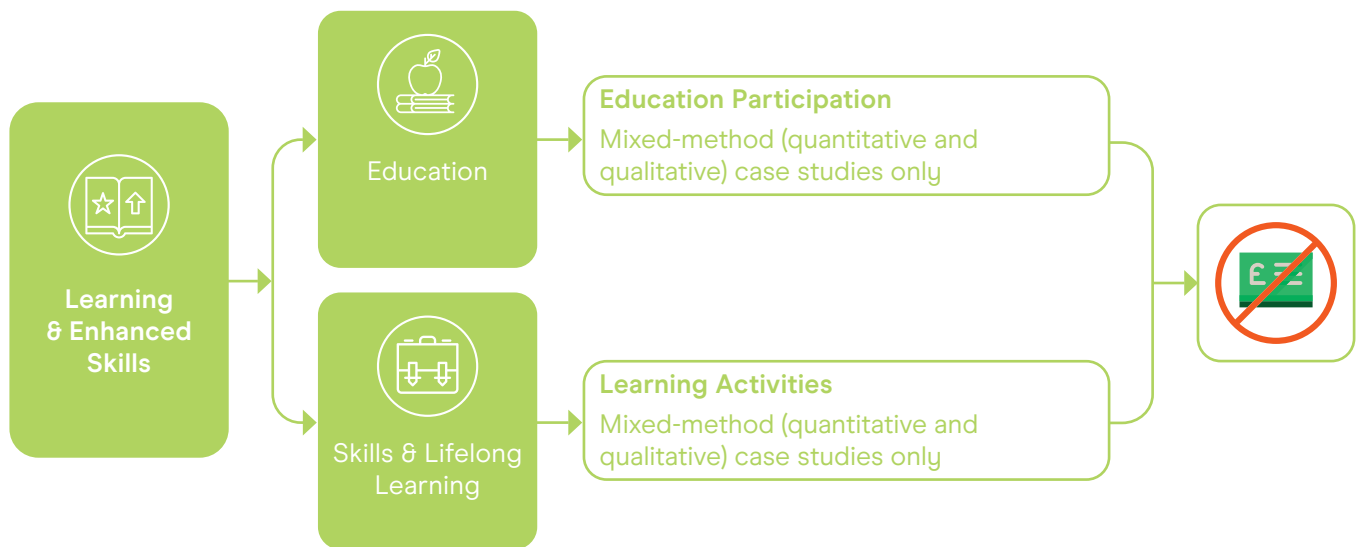 Learning
& Enhanced
Skills
Education
Education Participation
Mixed-method (quantitative and
qualitative) case studies only
Skills & Lifelong
Learning
Learning Activities
Mixed-method (quantitative and
qualitative) case studies only
£